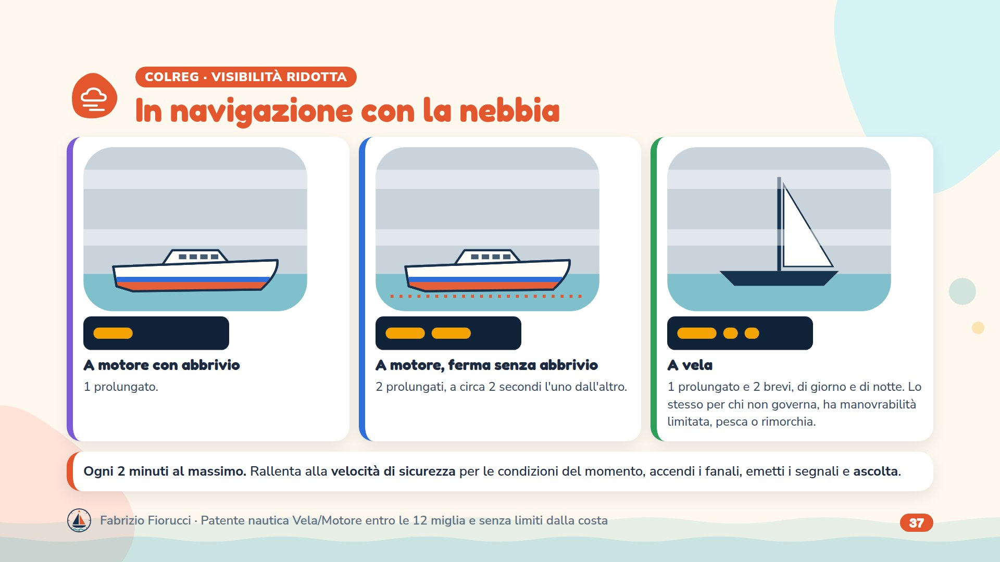 COLREG · VISIBILITÀ RIDOTTA
In navigazione con la nebbia
A motore con abbrivio
1 prolungato.
A motore, ferma senza abbrivio
2 prolungati, a circa 2 secondi l'uno dall'altro.
A vela
1 prolungato e 2 brevi, di giorno e di notte. Lo
stesso per chi non governa, ha manovrabilità
limitata, pesca o rimorchia.
Ogni 2 minuti al massimo. Rallenta alla velocità di sicurezza per le condizioni del momento, accendi i fanali, emetti i segnali e ascolta.
Fabrizio Fiorucci · Patente nautica Vela/Motore entro le 12 miglia e senza limiti dalla costa
37